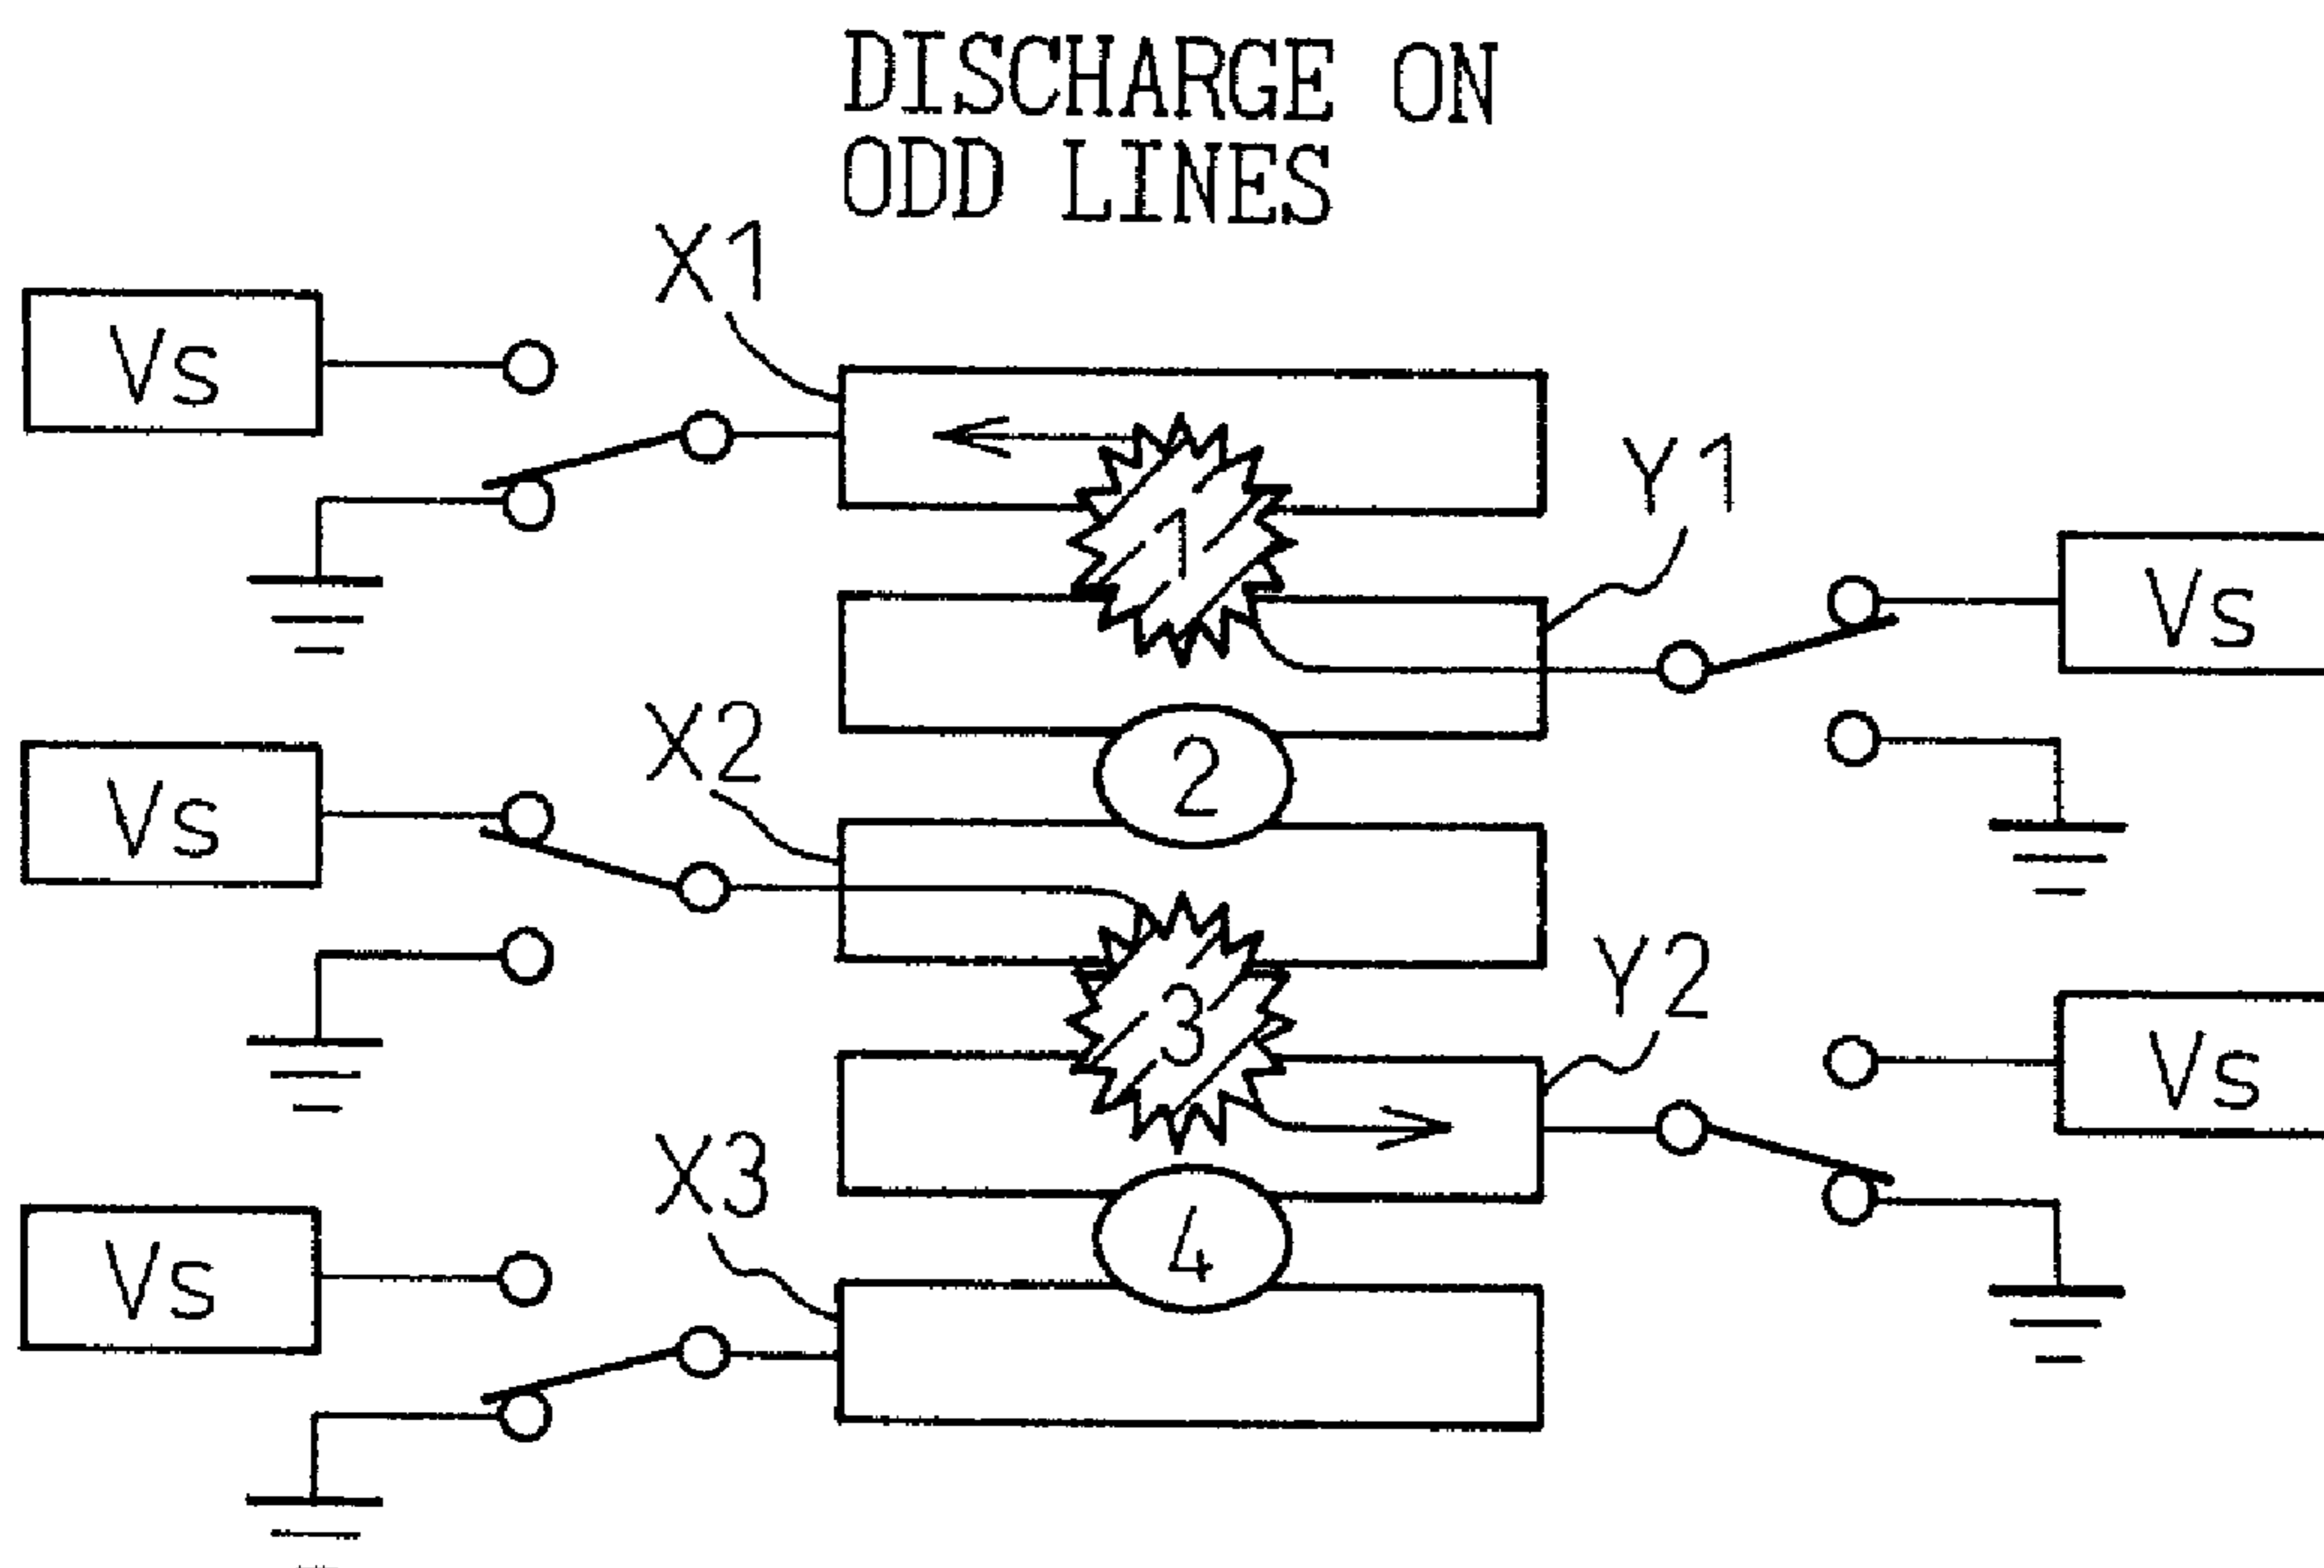 DISCHARGE ON
ODD LINES
X1
Vs
1
Y1
Vs
X2
2
Vs
3
Y2
Vs
X3
4
Vs